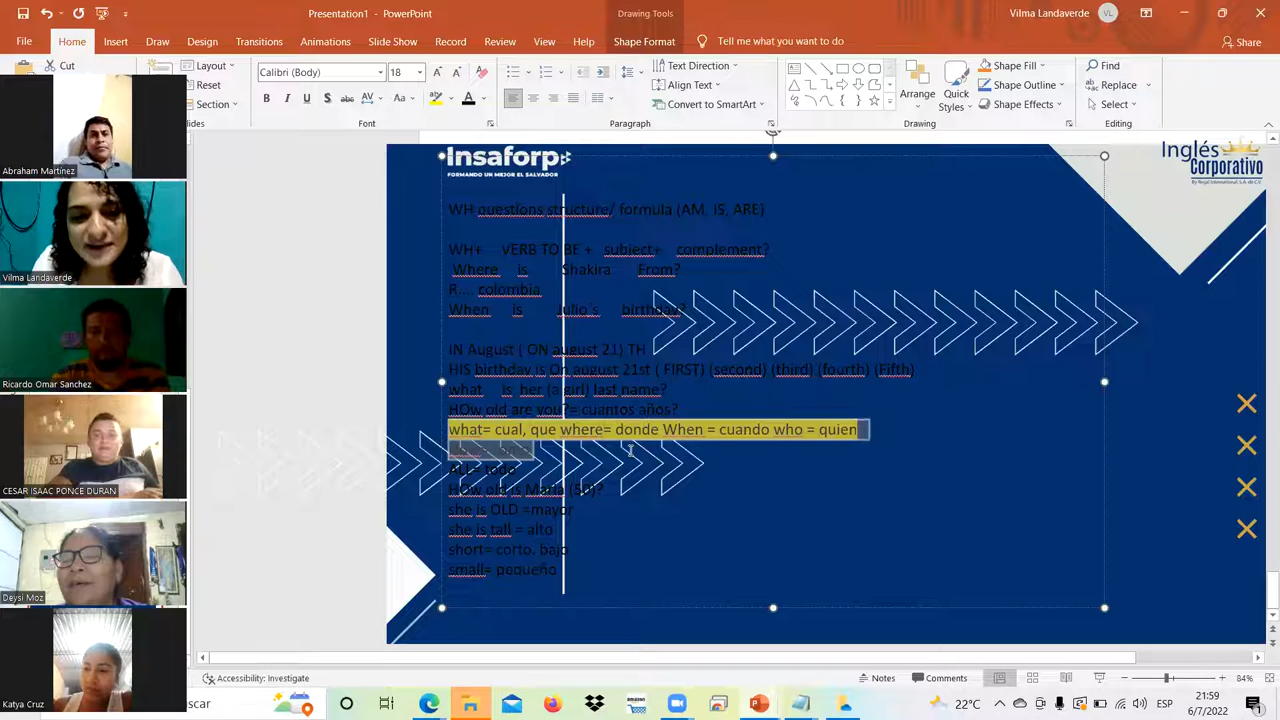 Presentation1 - PowerPoint
Drawing Tools
Vilma Landaverde
VL
File
Home
Insert
Draw
Design
Transitions
Animations
Slide Show
Record
Review
View
Help
Shape Format
Tell me what you want to do
Share
Cut
Layout
Section
Calibri (Body)
18
Text Direction
Align Text
Convert to SmartArt
Arrange
Quick
Styles
Shape Fill
Shape Outline
Shape Effects
Find
Replace
Select
Font
Paragraph
Drawing
Editing
Abraham Martínez
Vilma Landaverde
Ricardo Omar Sanchez
CESAR ISAAC PONCE DURAN
Deysi Moz
Katya Cruz
Insaforp
FORMANDO UN MEJOR EL SALVADOR
Inglés
Corporativo
WH questions structure/ formula (AM, IS, ARE)
WH+ VERB TO BE + subject+ complement?
Where is Shakira From?
R.... colombia
When is Julio´s birthday?
IN August ( ON august 21) TH
HIS birthday is On august 21st ( FIRST) (second) (third) (fourth) (Fifth)
what is her (a girl) last name?
HOw old are you?= cuantos años?
what= cual, que where= donde When = cuando who = quien
ALL= todo
HOw old is Maria (50)?
she is OLD =mayor
she is tall = alto
short= corto. bajo
small= pequeño
Accessibility: Investigate
Notes
Comments
84%
scar
22°C
ESP
21:59
6/7/2022